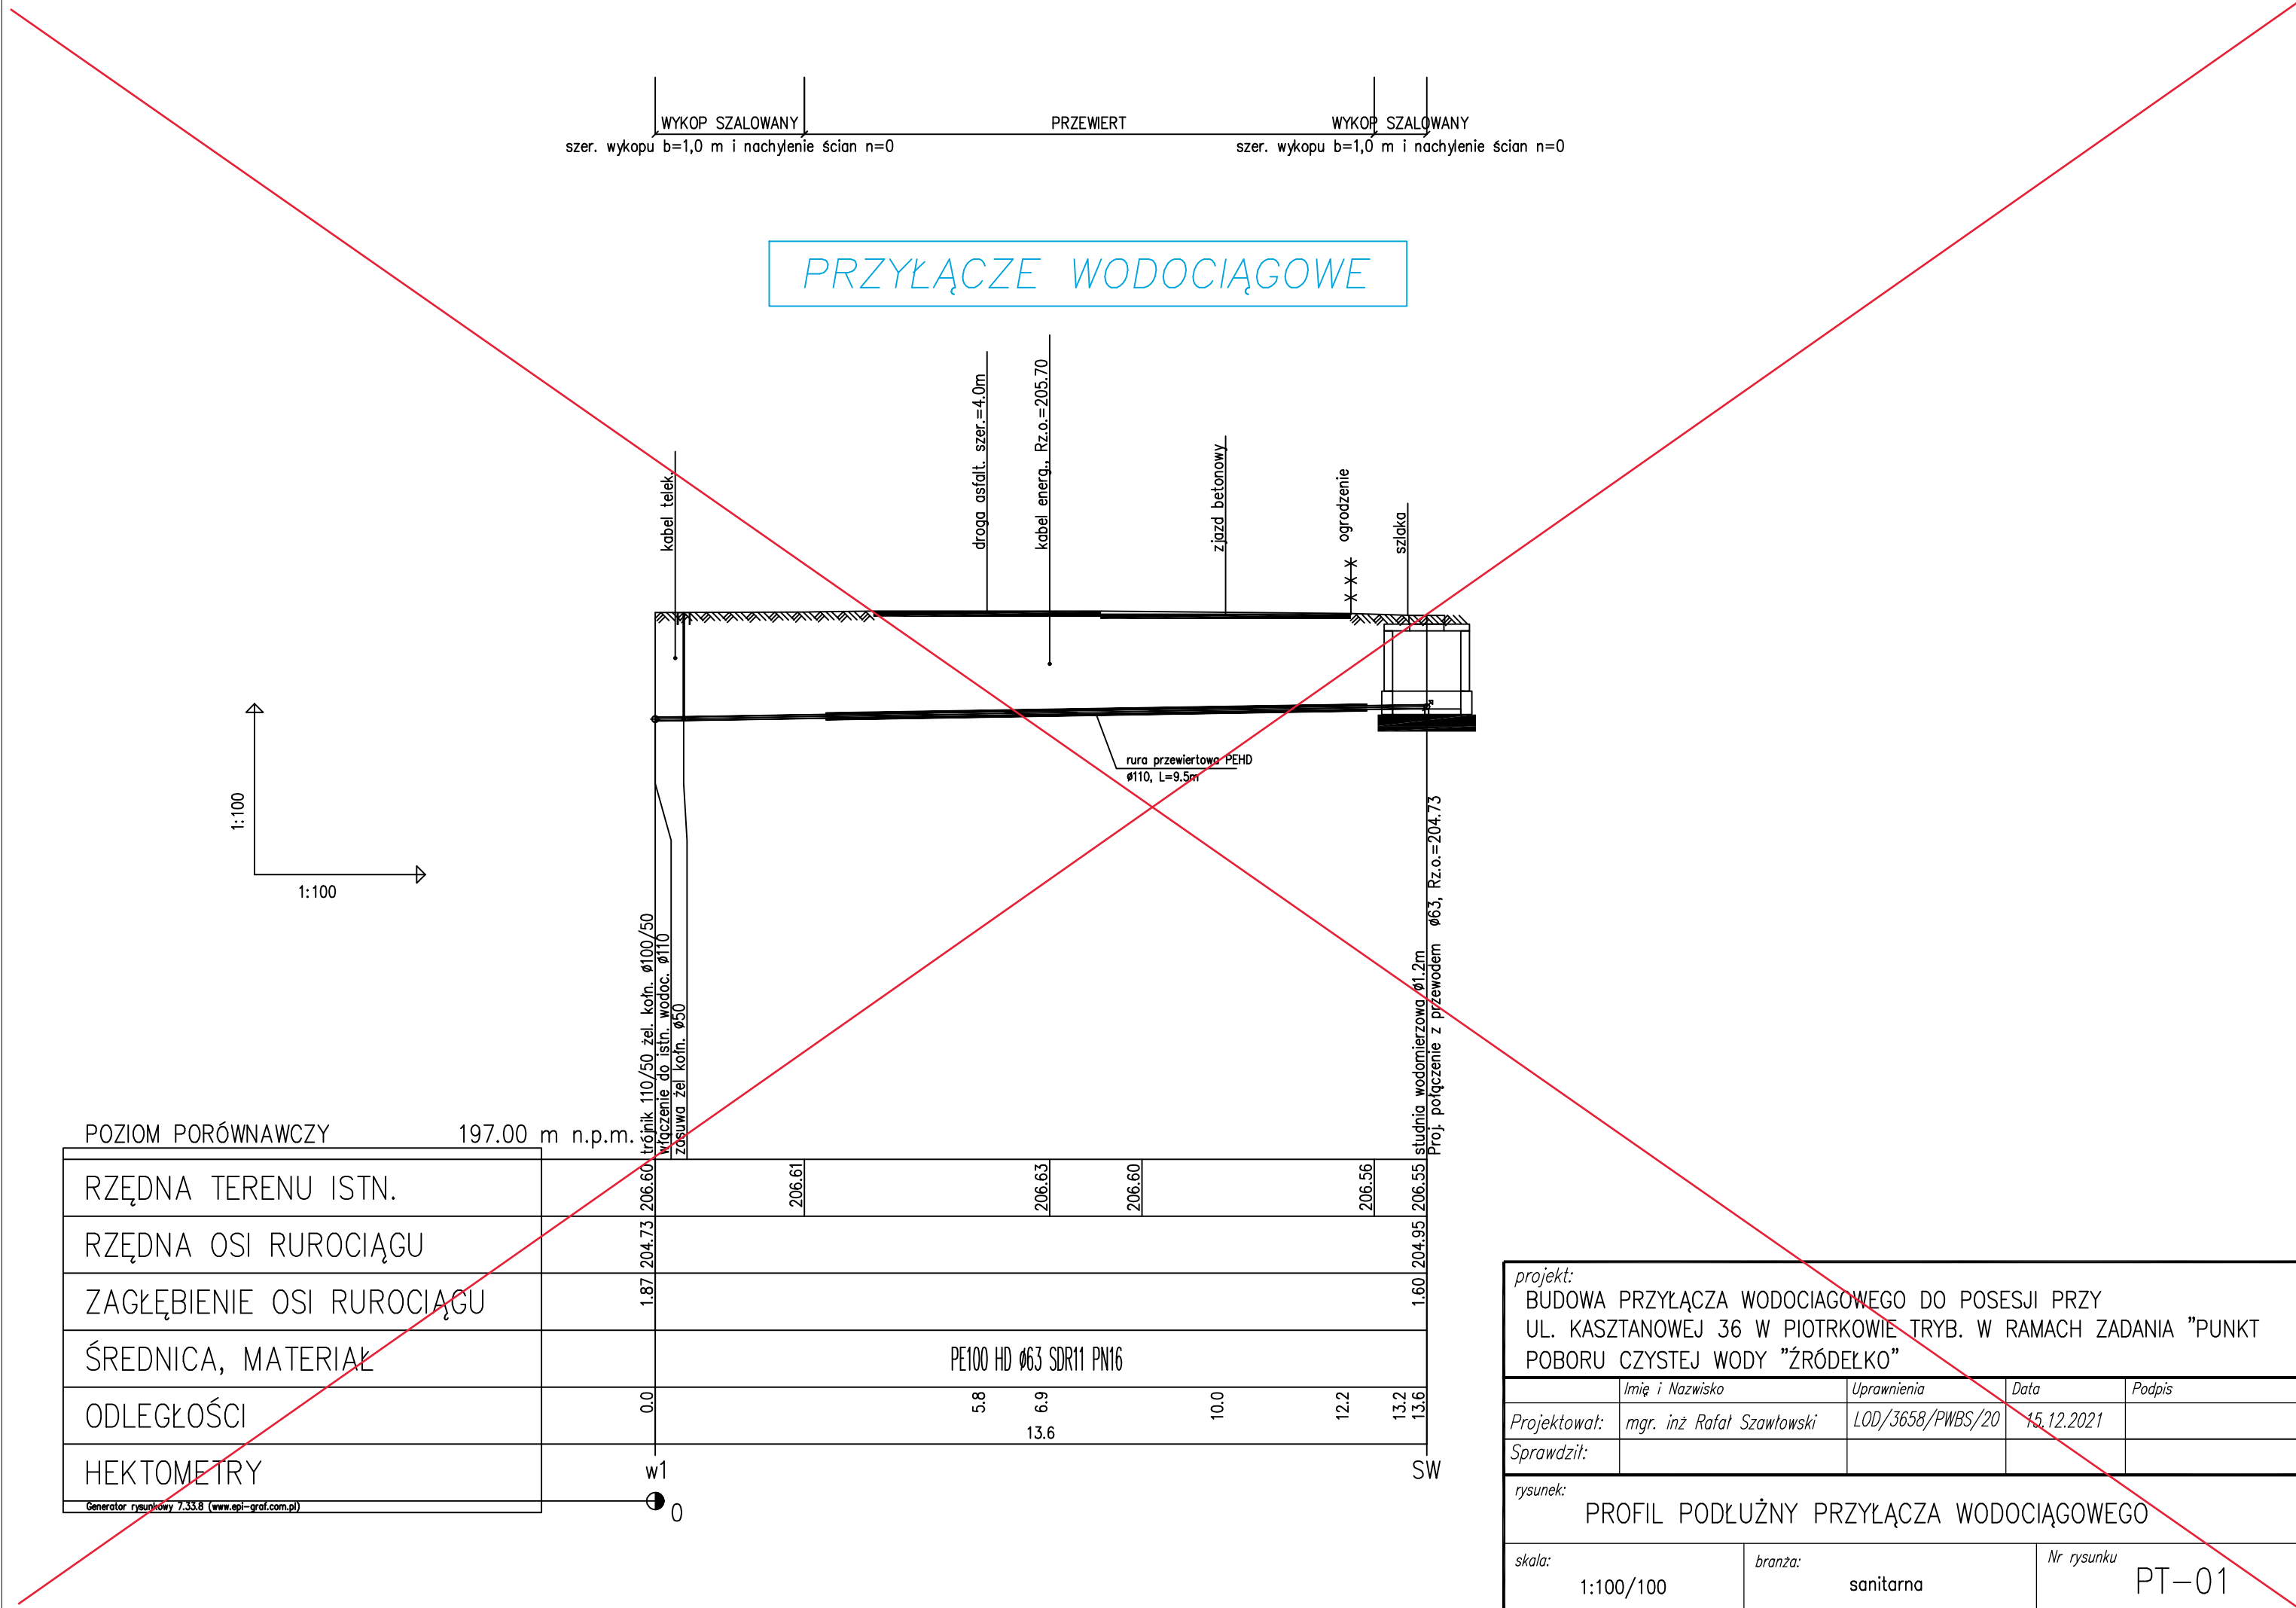 WYKOP SZALOWANY
PRZEWIERT
WYKOP SZALOWANY
szer. wykopu b=1,0 m i nachylenie ścian n=0
szer. wykopu b=1,0 m i nachylenie ścian n=0
PRZYŁĄCZE WODOCIĄGOWE
kabel telek.
droga asfalt. szer.=4.0m
kabel energ., Rz.o.=205.70
zjazd betonowy
ogrodzenie
szlaka
rura przewiertowa PEHD
ø110, L=9.5m
1:100
1:100
trójnik 110/50 żel. kołn. ø100/50
włączenie do istn. wodoc. ø110
zasuwa żel kołn. ø50
studnia wodomierzowa ø1.2m
Proj. połączenie z przewodem ø63, Rz.o.=204.73
POZIOM PORÓWNAWCZY 197.00 m n.p.m.
RZĘDNA TERENU ISTN. 206.60 206.61 206.63 206.60 206.56 206.55
RZĘDNA OSI RUROCIĄGU 204.73 204.95
ZAGŁĘBIENIE OSI RUROCIĄGU 1.87 1.60
ŚREDNICA, MATERIAŁ PE100 HD ø63 SDR11 PN16
ODLEGŁOŚCI 0.0 5.8 6.9 10.0 12.2 13.2 13.6
13.6
HEKTOMETRY w1 SW
Generator rysunkowy 7.33.8 (www.epi-graf.com.pl)
0
projekt:
BUDOWA PRZYŁĄCZA WODOCIAGOWEGO DO POSESJI PRZY
UL. KASZTANOWEJ 36 W PIOTRKOWIE TRYB. W RAMACH ZADANIA "PUNKT
POBORU CZYSTEJ WODY "ŹRÓDEŁKO"
Imię i Nazwisko Uprawnienia Data Podpis
Projektował: mgr. inż Rafał Szawłowski LOD/3658/PWBS/20 15.12.2021
Sprawdził:
rysunek:
PROFIL PODŁUŻNY PRZYŁĄCZA WODOCIĄGOWEGO
skala: branża: Nr rysunku
1:100/100 sanitarna PT-01